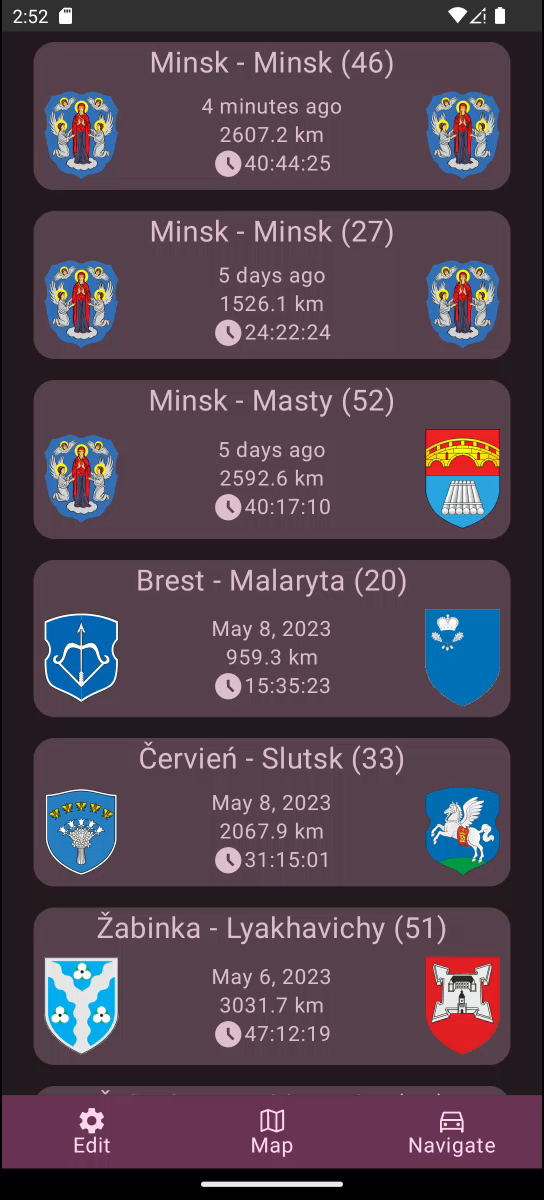 2:52
Minsk - Minsk (46)
4 minutes ago
2607.2 km
40:44:25
Minsk - Minsk (27)
5 days ago
1526.1 km
24:22:24
Minsk - Masty (52)
5 days ago
2592.6 km
40:17:10
Brest - Malaryta (20)
May 8, 2023
959.3 km
15:35:23
Červień - Slutsk (33)
May 8, 2023
2067.9 km
31:15:01
Žabinka - Lyakhavichy (51)
May 6, 2023
3031.7 km
47:12:19
Edit
Map
Navigate